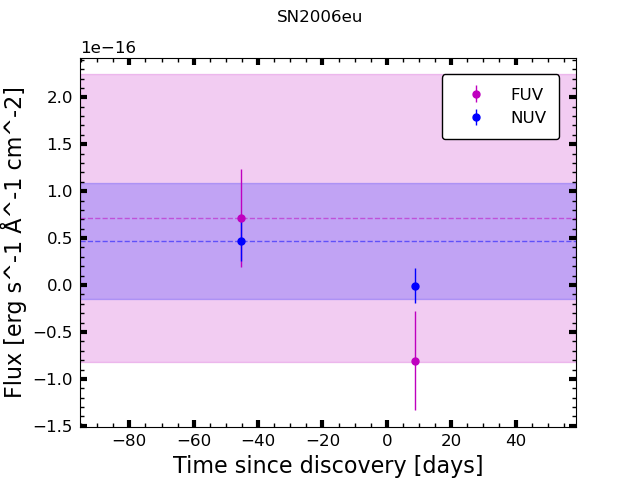 SN2006eu
1e−16
Flux [erg s^-1 Å^-1 cm^-2]
2.0
1.5
1.0
0.5
0.0
−0.5
−1.0
−1.5
FUV
NUV
−80 −60 −40 −20 0 20 40
Time since discovery [days]